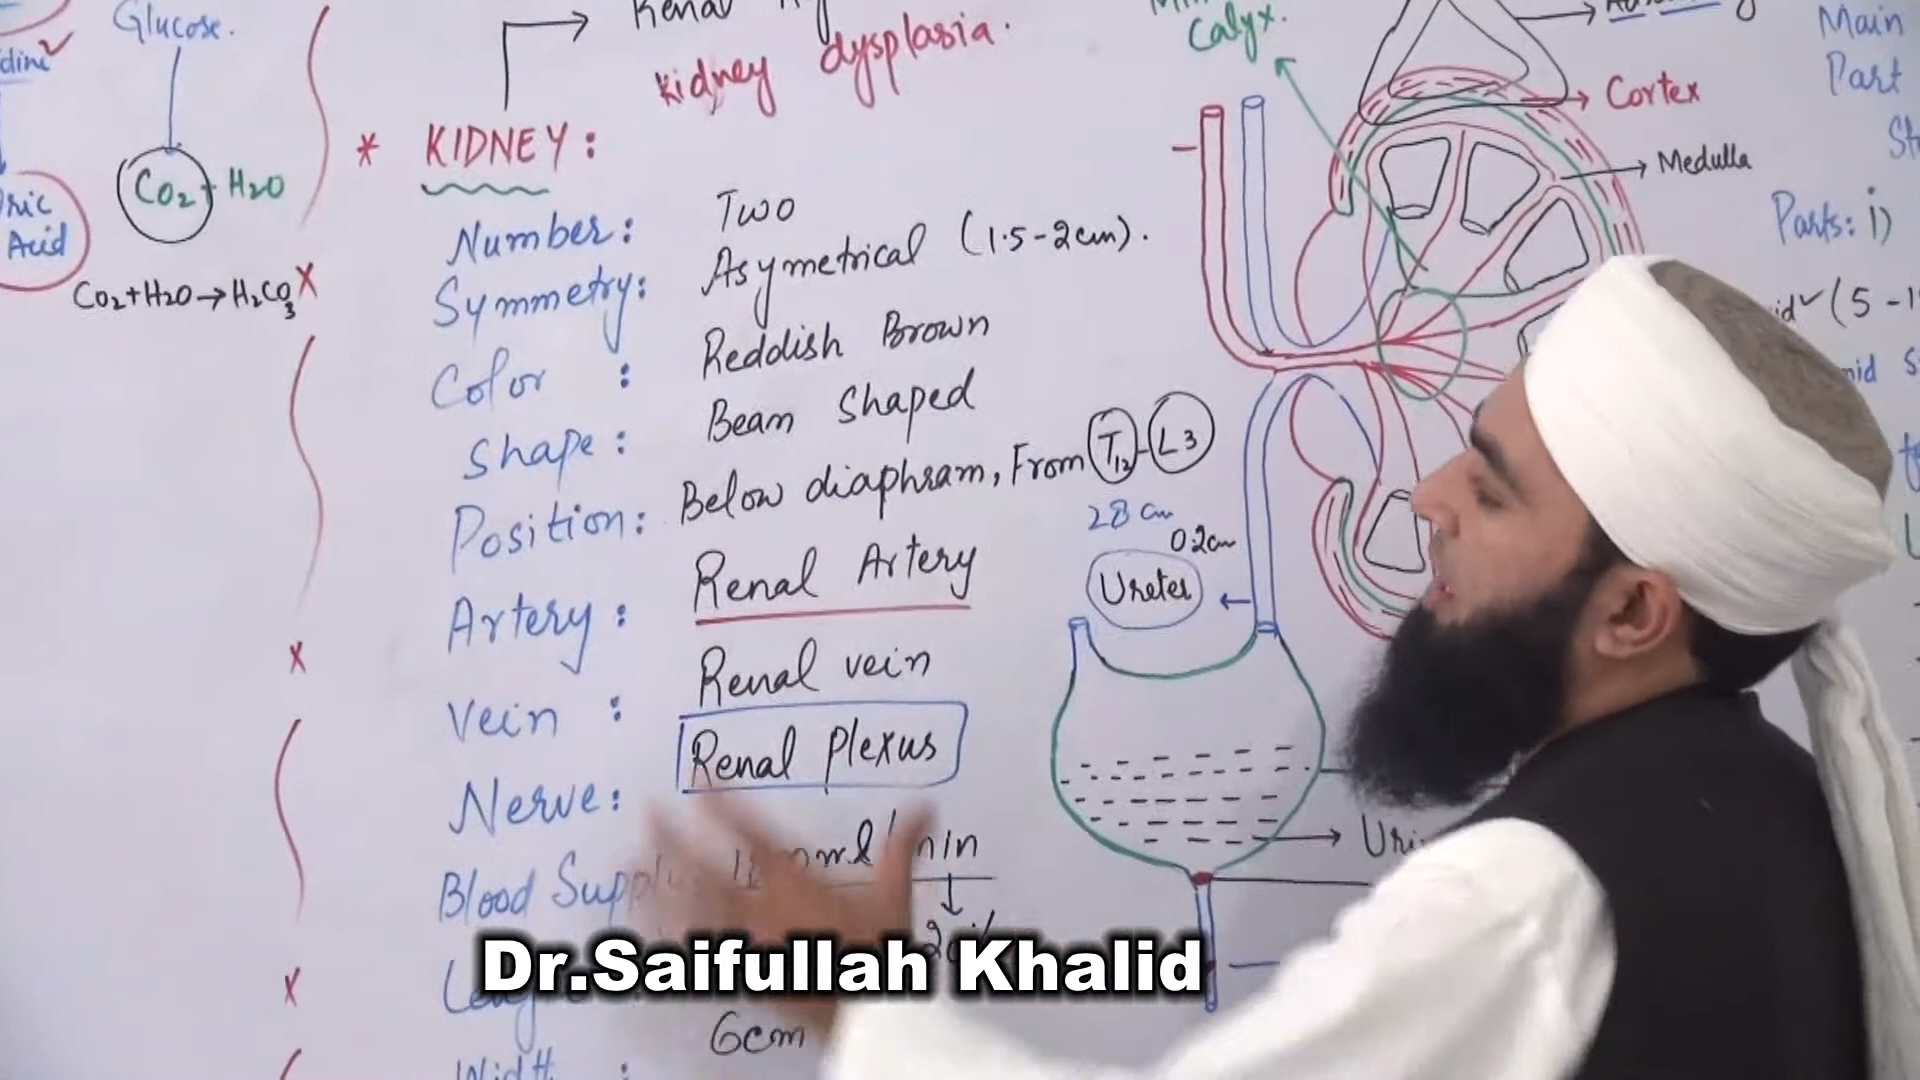 Glucose.
Co2 + H2O
Acid
Co2+H2O→H2Co3
Kidney dysplasia.
* KIDNEY:
Number: Two
Symmetry: Asymetrical (1.5-2cm).
Color : Reddish Brown
Shape: Beam Shaped
Position: Below diaphram, From T12-L3
Artery: Renal Artery
Vein : Renal vein
Nerve: Renal Plexus
Blood Supply
6cm
Calyx.
Cortex
Medulla
28 cm
0.2cm
Ureter
Main
Part
Parts: i)
(5 -1
Dr.Saifullah Khalid